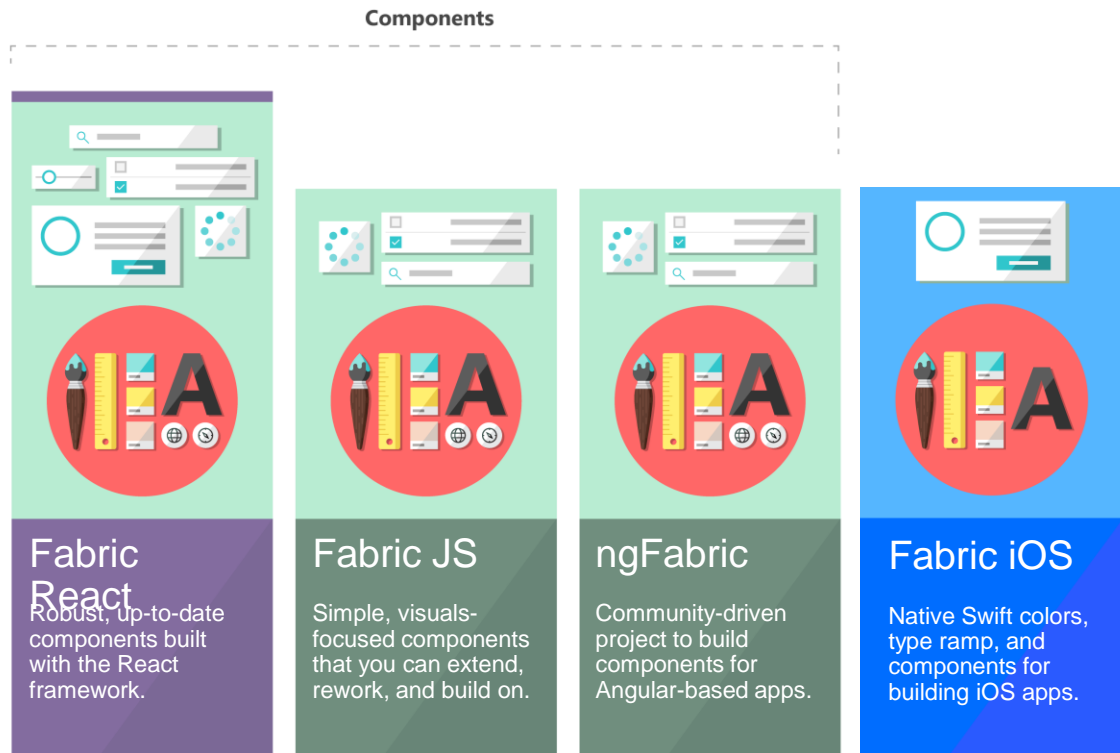 Components
Fabric
React
Robust, up-to-date
components built
with the React
framework.
Fabric JS
Simple, visuals-
focused components
that you can extend,
rework, and build on.
ngFabric
Community-driven
project to build
components for
Angular-based apps.
Fabric iOS
Native Swift colors,
type ramp, and
components for
building iOS apps.
A
A
A
A